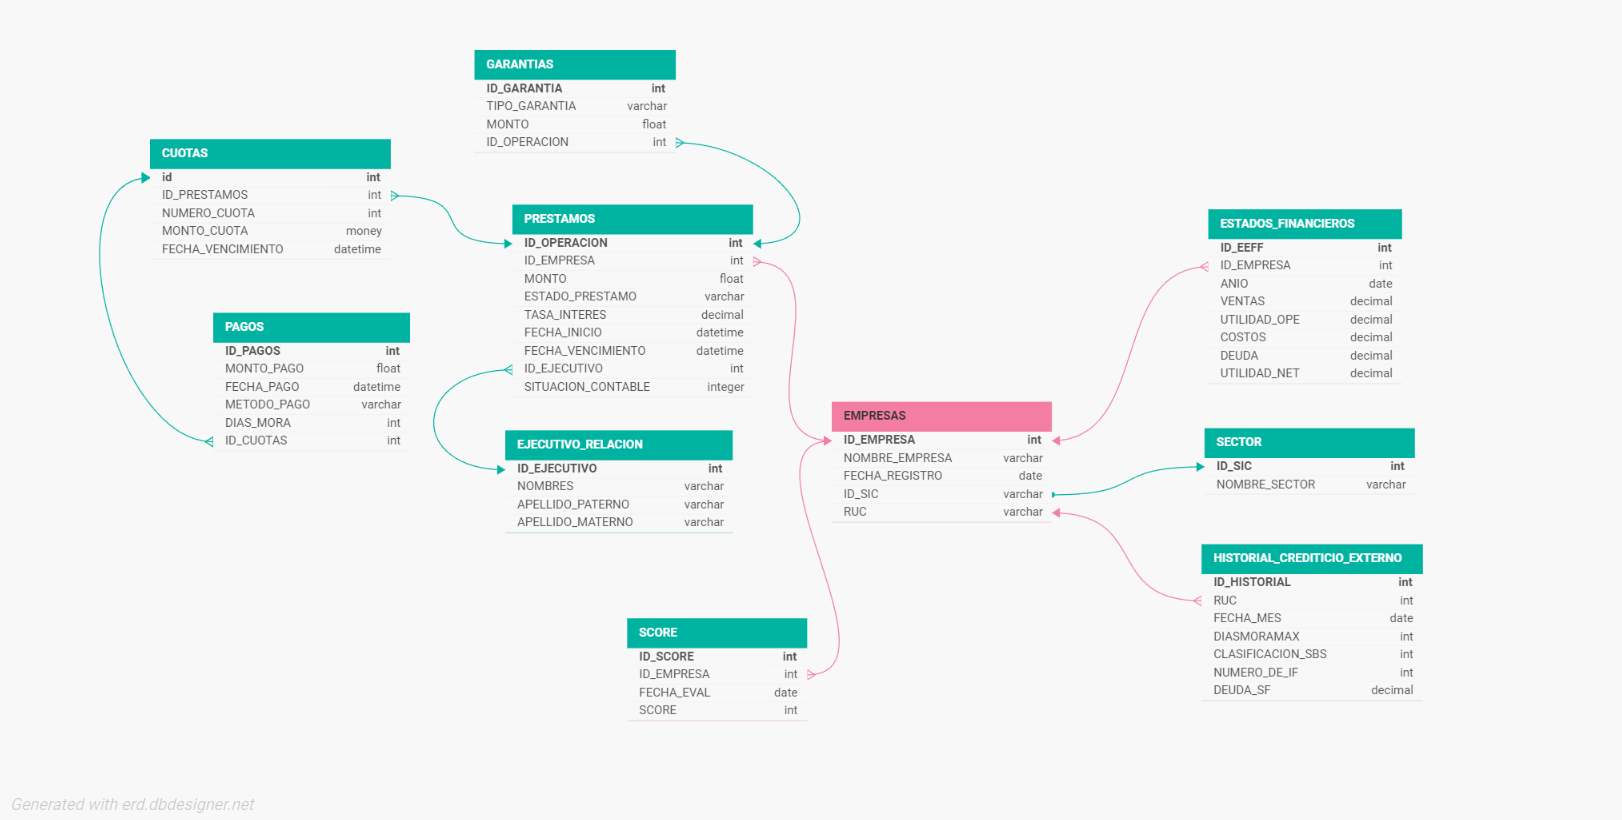 GARANTIAS
ID_GARANTIA int
TIPO_GARANTIA varchar
MONTO float
ID_OPERACION int
CUOTAS
id int
ID_PRESTAMOS int
NUMERO_CUOTA int
MONTO_CUOTA money
FECHA_VENCIMIENTO datetime
PRESTAMOS
ID_OPERACION int
ID_EMPRESA int
MONTO float
ESTADO_PRESTAMO varchar
TASA_INTERES decimal
FECHA_INICIO datetime
FECHA_VENCIMIENTO datetime
ID_EJECUTIVO int
SITUACION_CONTABLE integer
ESTADOS_FINANCIEROS
ID_EEFF int
ID_EMPRESA int
ANIO date
VENTAS decimal
UTILIDAD_OPE decimal
COSTOS decimal
DEUDA decimal
UTILIDAD_NET decimal
PAGOS
ID_PAGOS int
MONTO_PAGO float
FECHA_PAGO datetime
METODO_PAGO varchar
DIAS_MORA int
ID_CUOTAS int
EMPRESAS
ID_EMPRESA int
NOMBRE_EMPRESA varchar
FECHA_REGISTRO date
ID_SIC varchar
RUC varchar
EJECUTIVO_RELACION
ID_EJECUTIVO int
NOMBRES varchar
APELLIDO_PATERNO varchar
APELLIDO_MATERNO varchar
SECTOR
ID_SIC int
NOMBRE_SECTOR varchar
HISTORIAL_CREDITICIO_EXTERNO
ID_HISTORIAL int
RUC int
FECHA_MES date
DIASMORAMAX int
CLASIFICACION_SBS int
NUMERO_DE_IF int
DEUDA_SF decimal
SCORE
ID_SCORE int
ID_EMPRESA int
FECHA_EVAL date
SCORE int
Generated with erd.dbdesigner.net